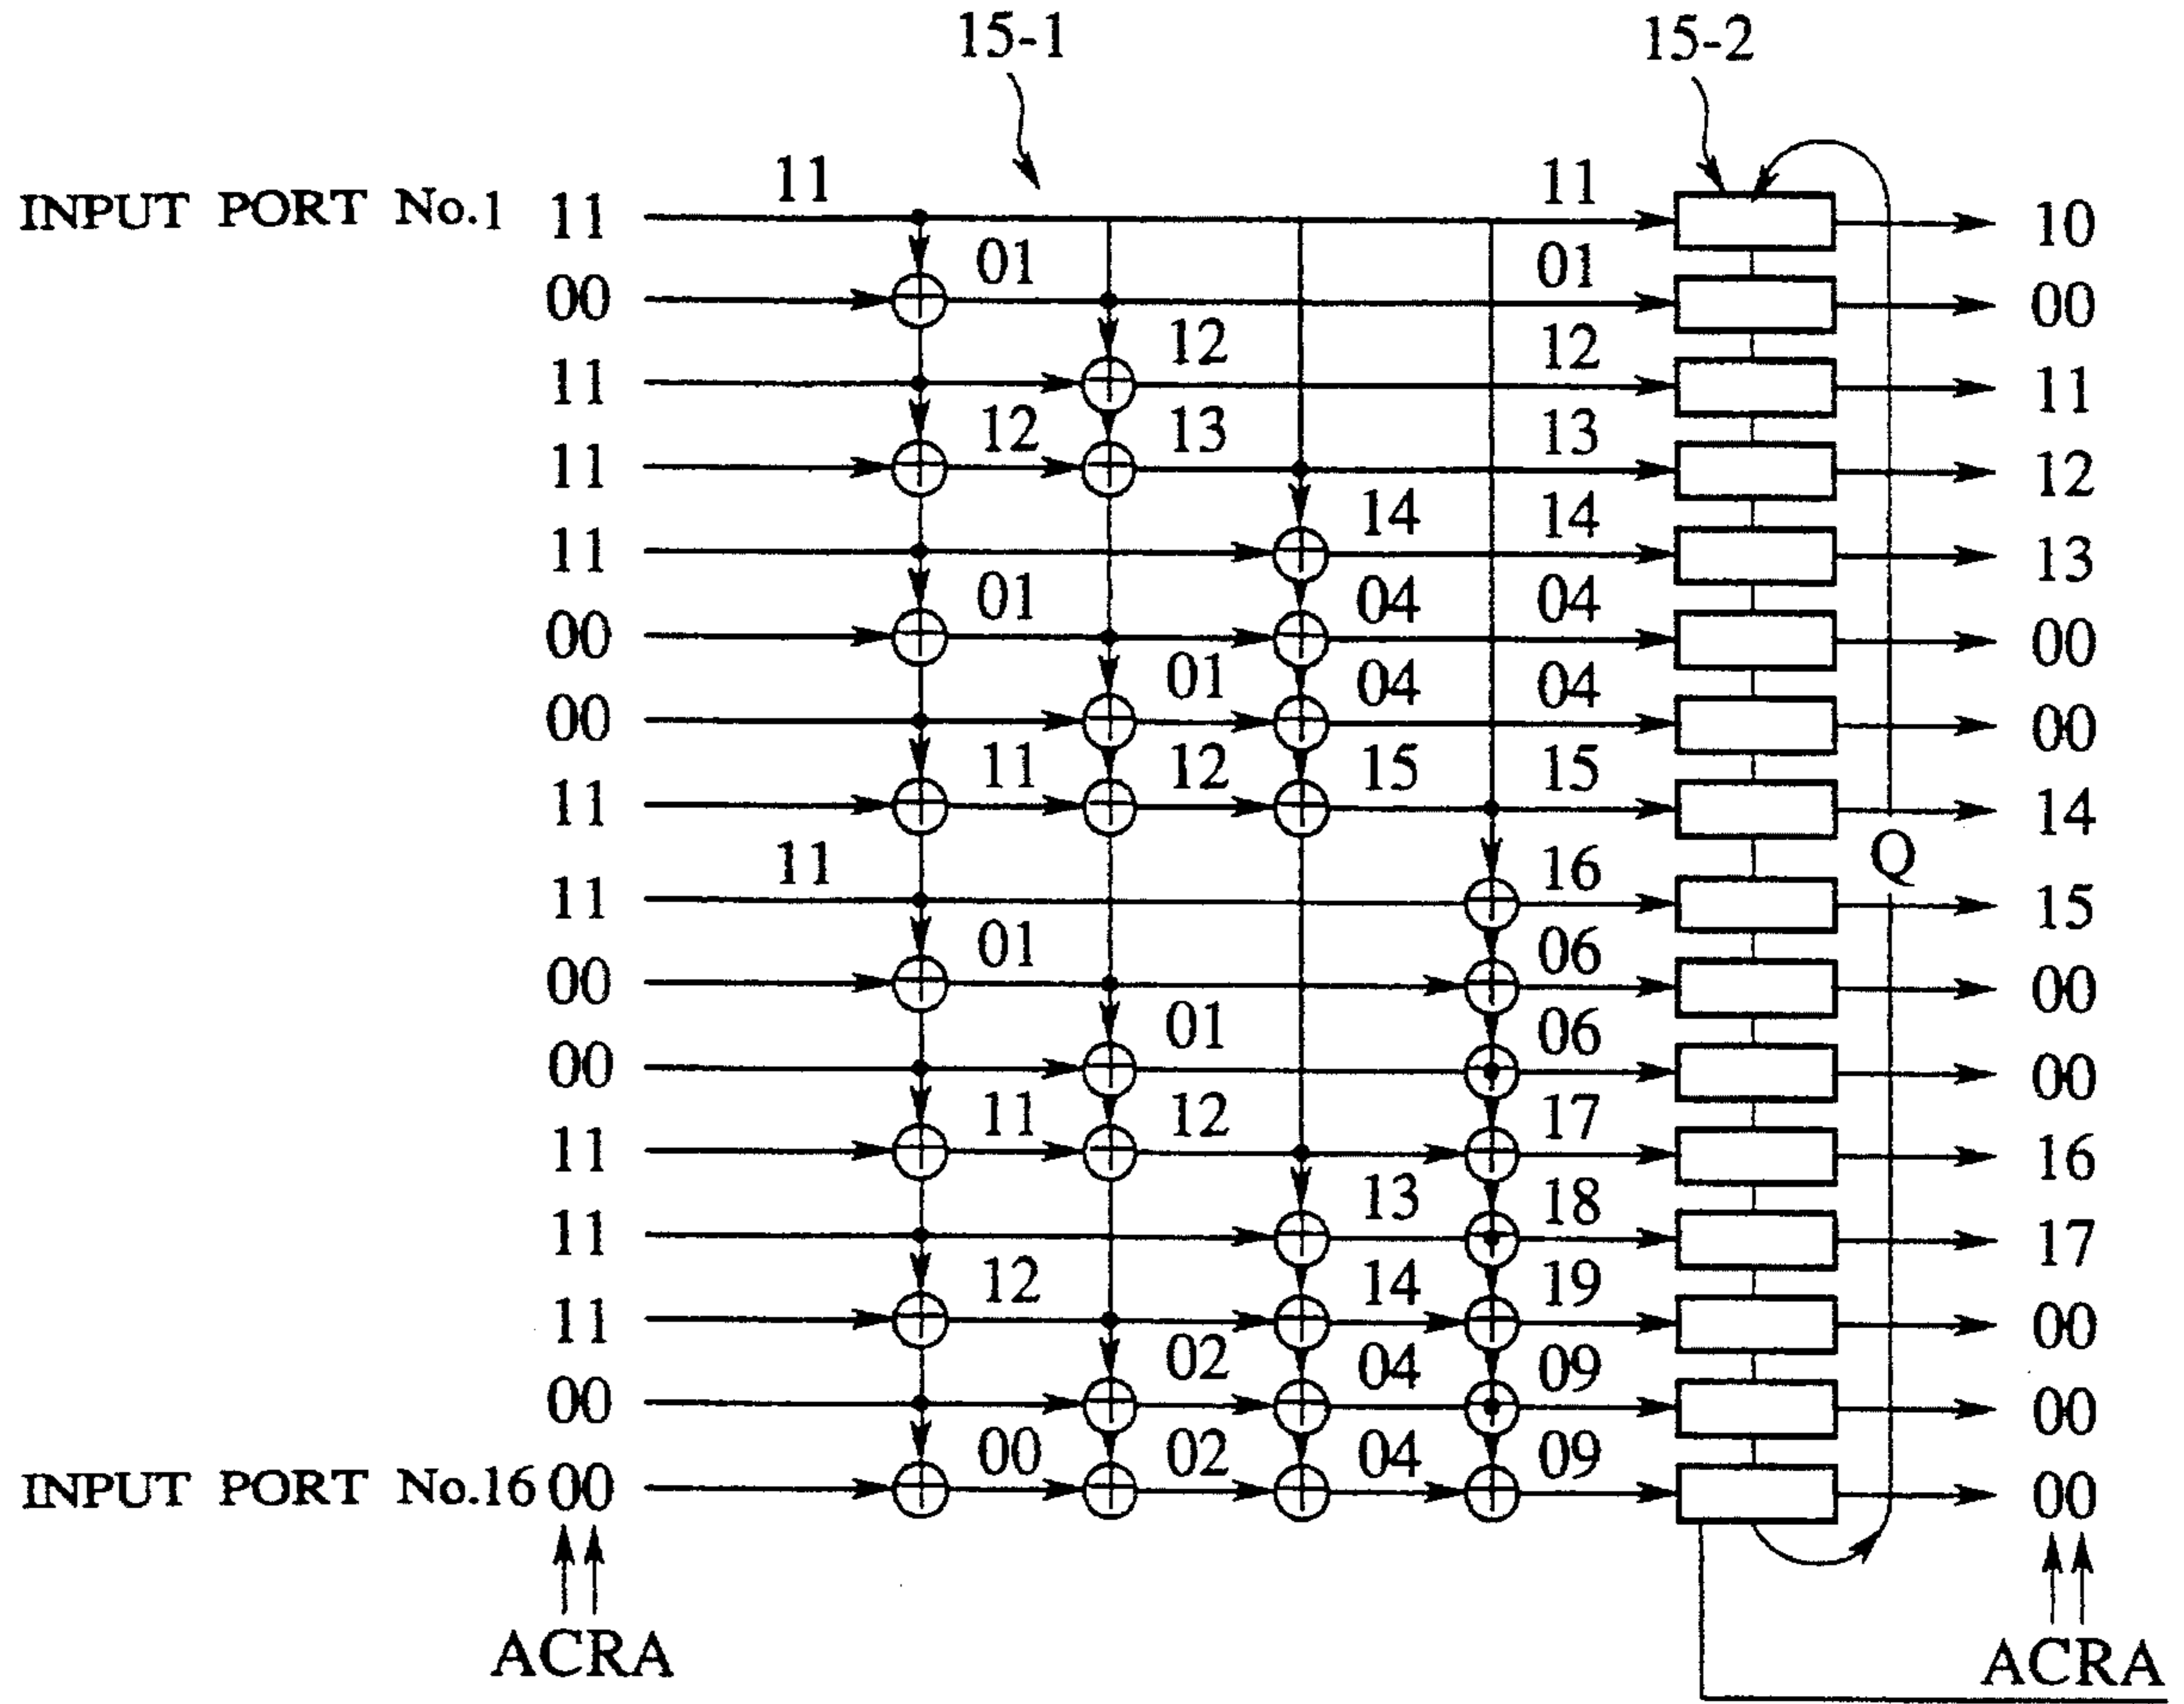 15-1 15-2
INPUT PORT No.1 11 11 11 10
00 01 01 00
11 12 12 11
11 12 13 13 12
11 14 14 13
00 01 04 04 00
00 01 04 04 00
11 11 12 15 15 14
Q
11 11 16 15
00 01 06 00
00 01 06 00
11 11 12 17 16
11 13 18 17
11 12 14 19 00
00 02 04 09 00
INPUT PORT No.16 00 00 02 04 09 00
ACRA ACRA